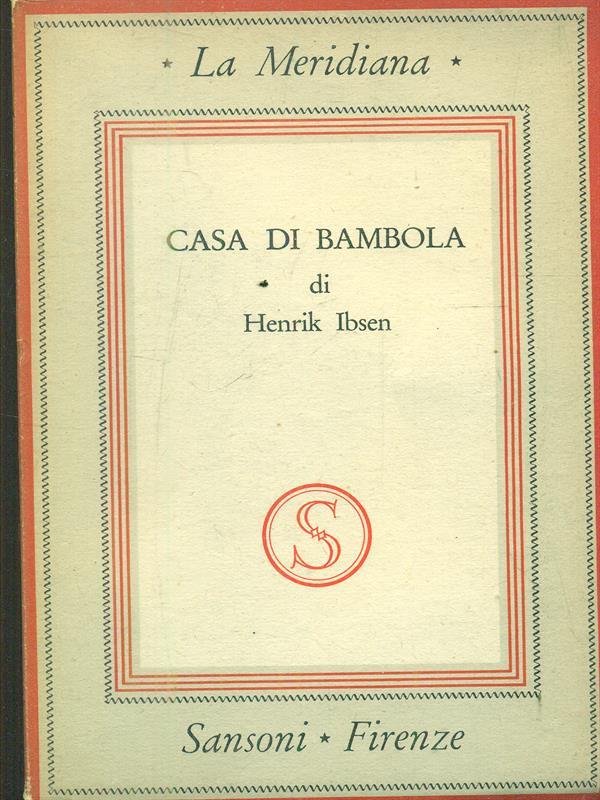 ★ La Meridiana ★
CASA DI BAMBOLA
di
Henrik Ibsen
S
Sansoni ★ Firenze